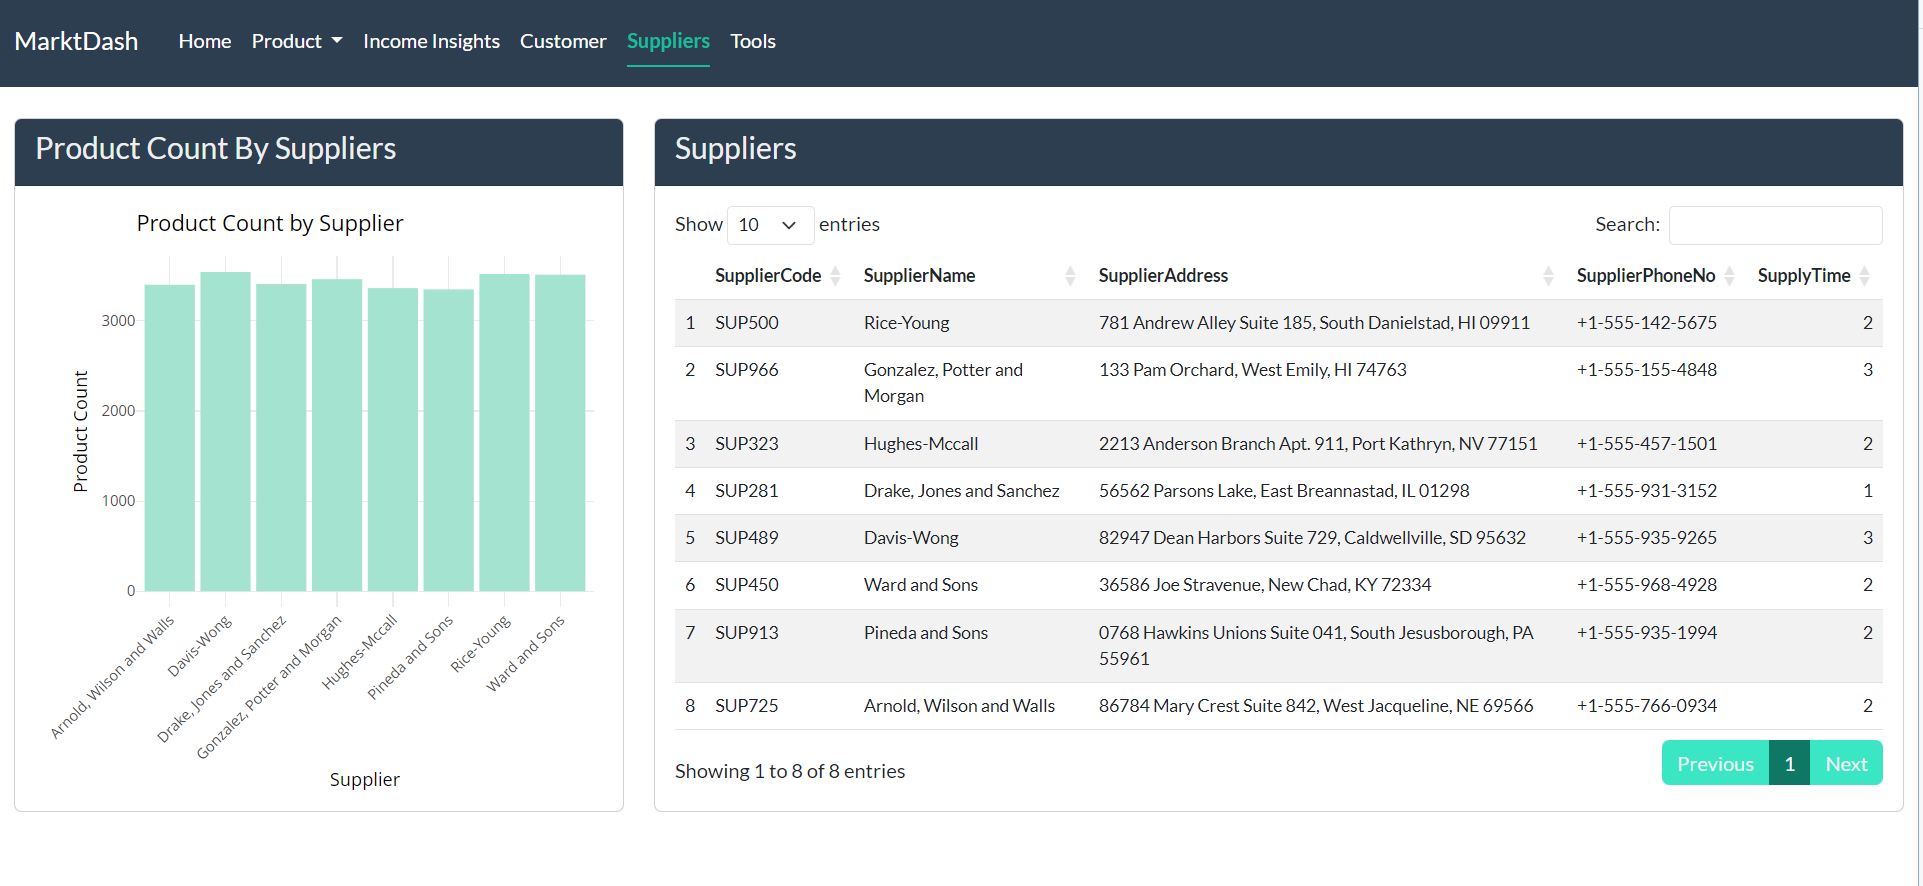 MarktDash Home Product Income Insights Customer Suppliers Tools
Product Count By Suppliers
Product Count by Supplier
Product Count
3000
2000
1000
0
Arnold, Wilson and Walls
Davis-Wong
Drake, Jones and Sanchez
Gonzalez, Potter and Morgan
Hughes-Mccall
Pineda and Sons
Rice-Young
Ward and Sons
Supplier
Suppliers
Show 10 entries Search:
SupplierCode SupplierName SupplierAddress SupplierPhoneNo SupplyTime
1 SUP500 Rice-Young 781 Andrew Alley Suite 185, South Danielstad, HI 09911 +1-555-142-5675 2
2 SUP966 Gonzalez, Potter and 133 Pam Orchard, West Emily, HI 74763 +1-555-155-4848 3
Morgan
3 SUP323 Hughes-Mccall 2213 Anderson Branch Apt. 911, Port Kathryn, NV 77151 +1-555-457-1501 2
4 SUP281 Drake, Jones and Sanchez 56562 Parsons Lake, East Breannastad, IL 01298 +1-555-931-3152 1
5 SUP489 Davis-Wong 82947 Dean Harbors Suite 729, Caldwellville, SD 95632 +1-555-935-9265 3
6 SUP450 Ward and Sons 36586 Joe Stravenue, New Chad, KY 72334 +1-555-968-4928 2
7 SUP913 Pineda and Sons 0768 Hawkins Unions Suite 041, South Jesusborough, PA +1-555-935-1994 2
55961
8 SUP725 Arnold, Wilson and Walls 86784 Mary Crest Suite 842, West Jacqueline, NE 69566 +1-555-766-0934 2
Showing 1 to 8 of 8 entries Previous 1 Next